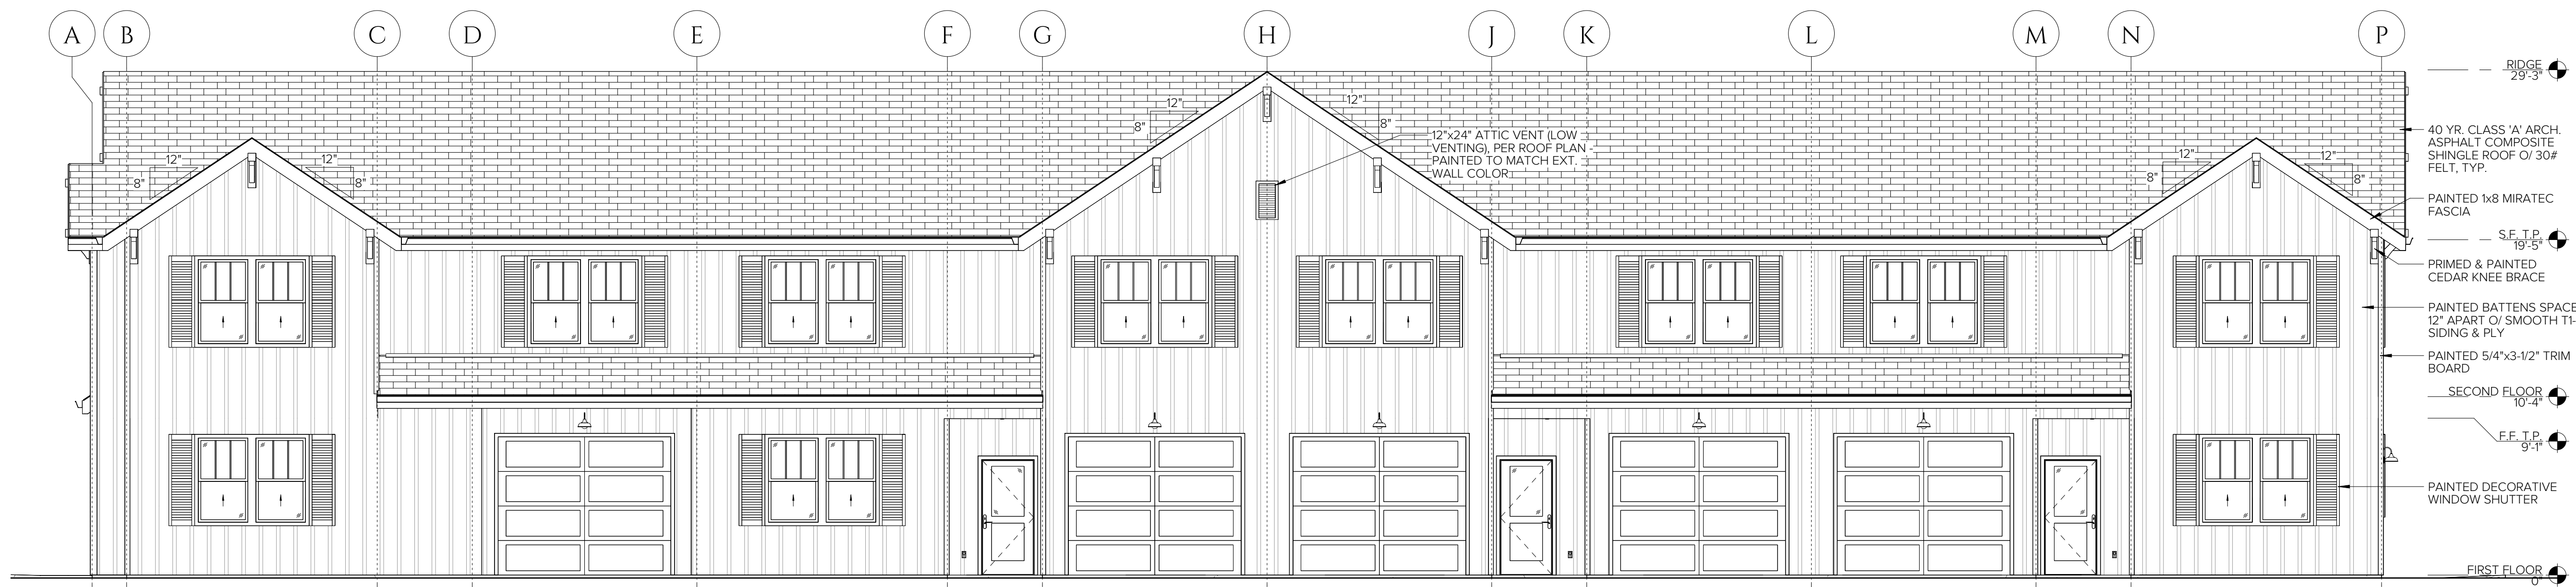 A B C D E F G H J K L M N P
RIDGE
29'-3"
12"
8"
12"
8"
12"
8"
12"
8"
12"
8"
12"
8"
12"x24" ATTIC VENT (LOW
VENTING), PER ROOF PLAN -
PAINTED TO MATCH EXT.
WALL COLOR
40 YR. CLASS 'A' ARCH.
ASPHALT COMPOSITE
SHINGLE ROOF O/ 30#
FELT, TYP.
PAINTED 1x8 MIRATEC
FASCIA
S.F. T.P.
19'-5"
PRIMED & PAINTED
CEDAR KNEE BRACE
PAINTED BATTENS SPACE
12" APART O/ SMOOTH T1-
SIDING & PLY
PAINTED 5/4"x3-1/2" TRIM
BOARD
SECOND FLOOR
10'-4"
F.F. T.P.
9'-1"
PAINTED DECORATIVE
WINDOW SHUTTER
FIRST FLOOR
0"